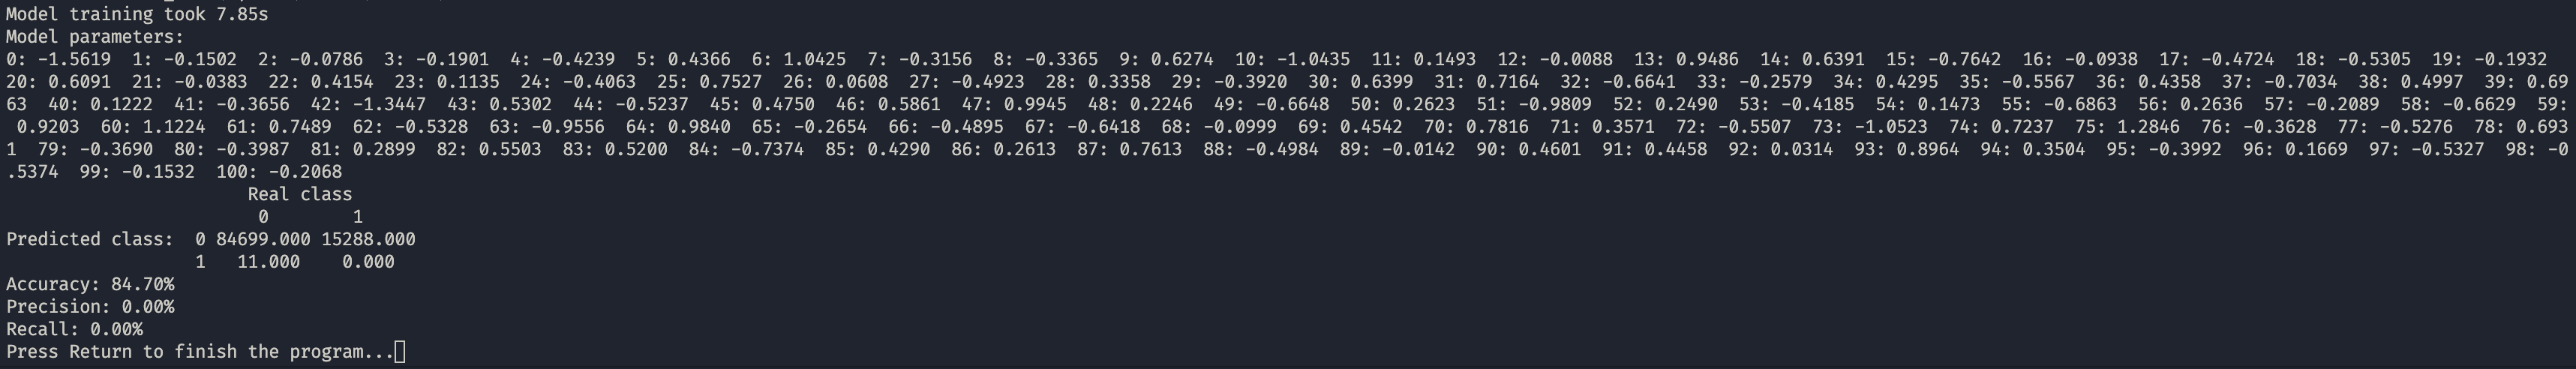 Model training took 7.85s
Model parameters:
0: -1.5619  1: -0.1502  2: -0.0786  3: -0.1901  4: -0.4239  5: 0.4366  6: 1.0425  7: -0.3156  8: -0.3365  9: 0.6274  10: -1.0435  11: 0.1493  12: -0.0088  13: 0.9486  14: 0.6391  15: -0.7642  16: -0.0938  17: -0.4724  18: -0.5305  19: -0.1932
20: 0.6091  21: -0.0383  22: 0.4154  23: 0.1135  24: -0.4063  25: 0.7527  26: 0.0608  27: -0.4923  28: 0.3358  29: -0.3920  30: 0.6399  31: 0.7164  32: -0.6641  33: -0.2579  34: 0.4295  35: -0.5567  36: 0.4358  37: -0.7034  38: 0.4997  39: 0.69
63  40: 0.1222  41: -0.3656  42: -1.3447  43: 0.5302  44: -0.5237  45: 0.4750  46: 0.5861  47: 0.9945  48: 0.2246  49: -0.6648  50: 0.2623  51: -0.9809  52: 0.2490  53: -0.4185  54: 0.1473  55: -0.6863  56: 0.2636  57: -0.2089  58: -0.6629  59:
 0.9203  60: 1.1224  61: 0.7489  62: -0.5328  63: -0.9556  64: 0.9840  65: -0.2654  66: -0.4895  67: -0.6418  68: -0.0999  69: 0.4542  70: 0.7816  71: 0.3571  72: -0.5507  73: -1.0523  74: 0.7237  75: 1.2846  76: -0.3628  77: -0.5276  78: 0.693
1  79: -0.3690  80: -0.3987  81: 0.2899  82: 0.5503  83: 0.5200  84: -0.7374  85: 0.4290  86: 0.2613  87: 0.7613  88: -0.4984  89: -0.0142  90: 0.4601  91: 0.4458  92: 0.0314  93: 0.8964  94: 0.3504  95: -0.3992  96: 0.1669  97: -0.5327  98: -0
.5374  99: -0.1532  100: -0.2068
Real class
0 1
Predicted class:  0 84699.000 15288.000
1 11.000 0.000
Accuracy: 84.70%
Precision: 0.00%
Recall: 0.00%
Press Return to finish the program...